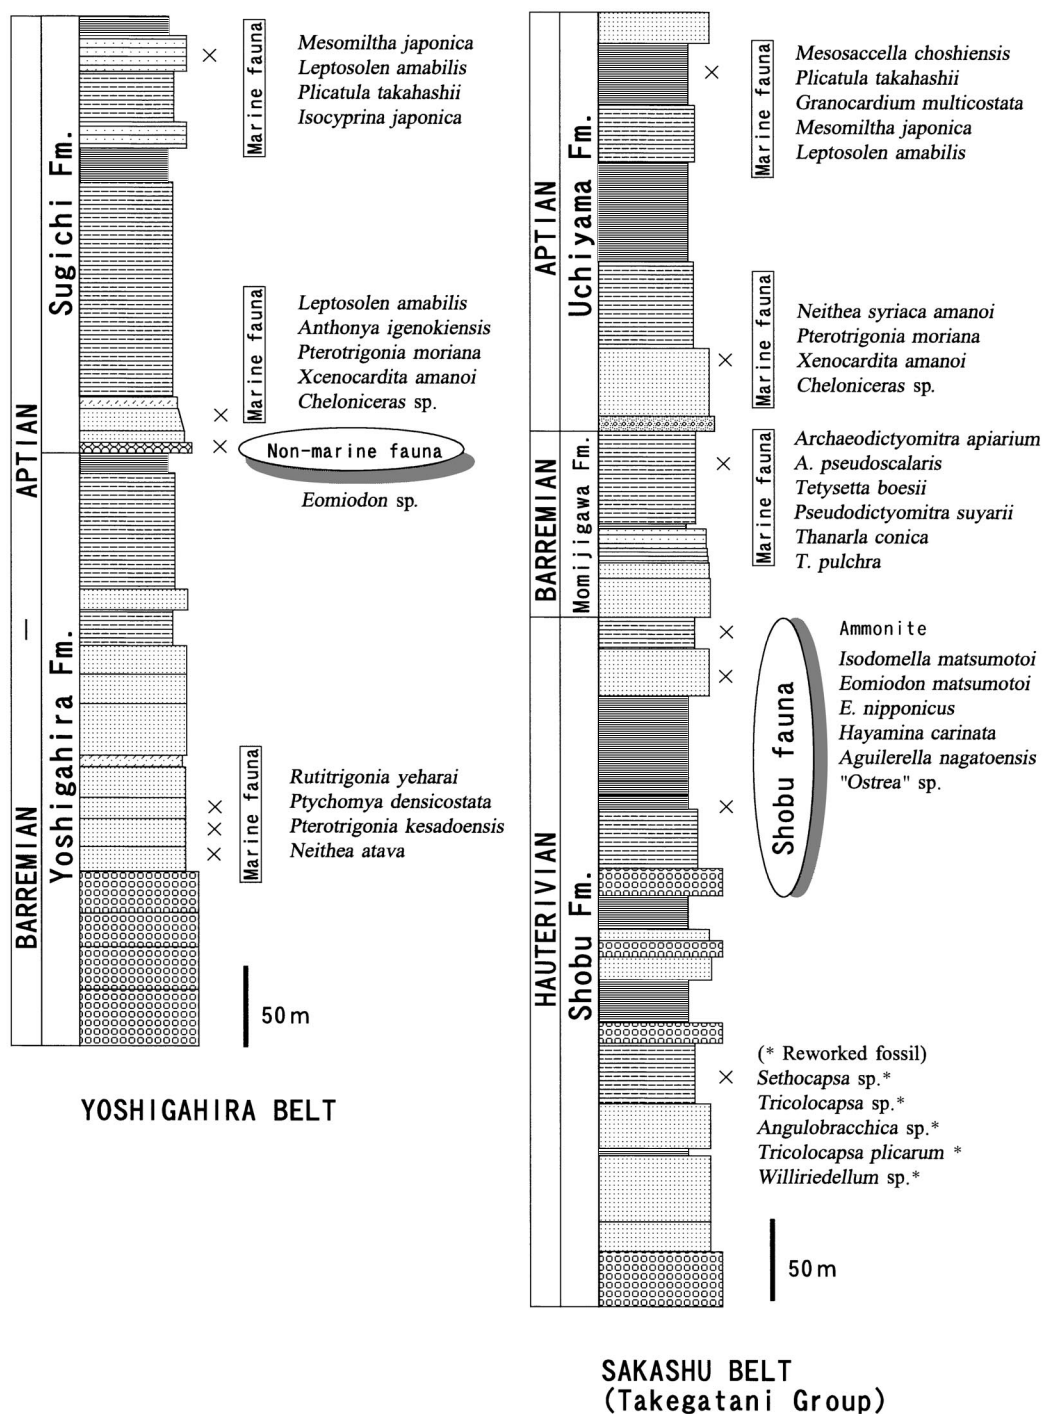 APTIAN
—
BARREMIAN
Sugichi Fm.
Yoshigahira Fm.
Marine fauna
Mesomiltha japonica
Leptosolen amabilis
Plicatula takahashii
Isocyprina japonica
Marine fauna
Leptosolen amabilis
Anthonya igenokiensis
Pterotrigonia moriana
Xcenocardita amanoi
Cheloniceras sp.
Non-marine fauna
Eomiodon sp.
Marine fauna
Rutitrigonia yeharai
Ptychomya densicostata
Pterotrigonia kesadoensis
Neithea atava
50m
YOSHIGAHIRA BELT
APTIAN
Uchiyama Fm.
BARREMIAN
Momijigawa Fm.
HAUTERIVIAN
Shobu Fm.
Marine fauna
Mesosaccella choshiensis
Plicatula takahashii
Granocardium multicostata
Mesomiltha japonica
Leptosolen amabilis
Marine fauna
Neithea syriaca amanoi
Pterotrigonia moriana
Xenocardita amanoi
Cheloniceras sp.
Marine fauna
Archaeodictyomitra apiarium
A. pseudoscalaris
Tetysetta boesii
Pseudodictyomitra suyarii
Thanarla conica
T. pulchra
Shobu fauna
Ammonite
Isodomella matsumotoi
Eomiodon matsumotoi
E. nipponicus
Hayamina carinata
Aguilerella nagatoensis
"Ostrea" sp.
(* Reworked fossil)
Sethocapsa sp.*
Tricolocapsa sp.*
Angulobracchica sp.*
Tricolocapsa plicarum *
Williriedellum sp.*
50m
SAKASHU BELT
(Takegatani Group)